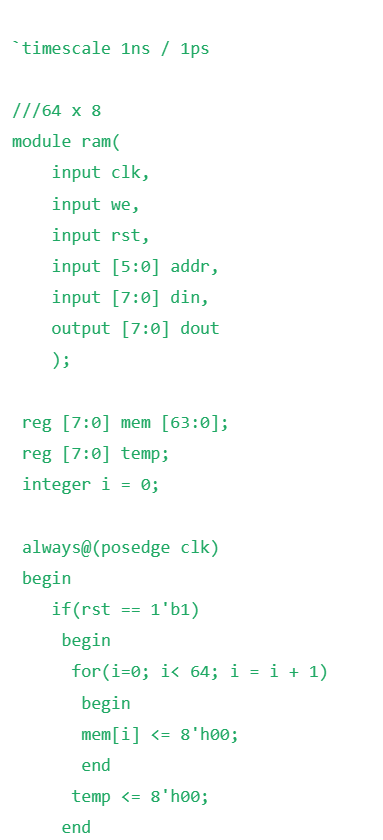 `timescale 1ns / 1ps
///64 x 8
module ram(
input clk,
input we,
input rst,
input [5:0] addr,
input [7:0] din,
output [7:0] dout
);
reg [7:0] mem [63:0];
reg [7:0] temp;
integer i = 0;
always@(posedge clk)
begin
if(rst == 1'b1)
begin
for(i=0; i< 64; i = i + 1)
begin
mem[i] <= 8'h00;
end
temp <= 8'h00;
end